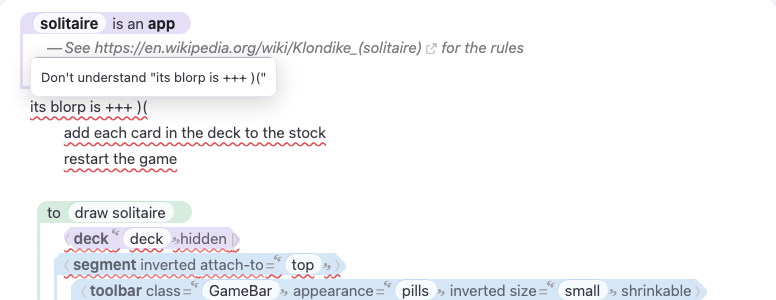 solitaire is an app
— See https://en.wikipedia.org/wiki/Klondike_(solitaire) for the rules
Don't understand "its blorp is +++ )("
its blorp is +++ )(
add each card in the deck to the stock
restart the game
to draw solitaire
⟨deck “deck” hidden⟩
⟨segment inverted attach-to=“top”⟩
⟨toolbar class=“GameBar” appearance=“pills” inverted size=“small” shrinkable⟩